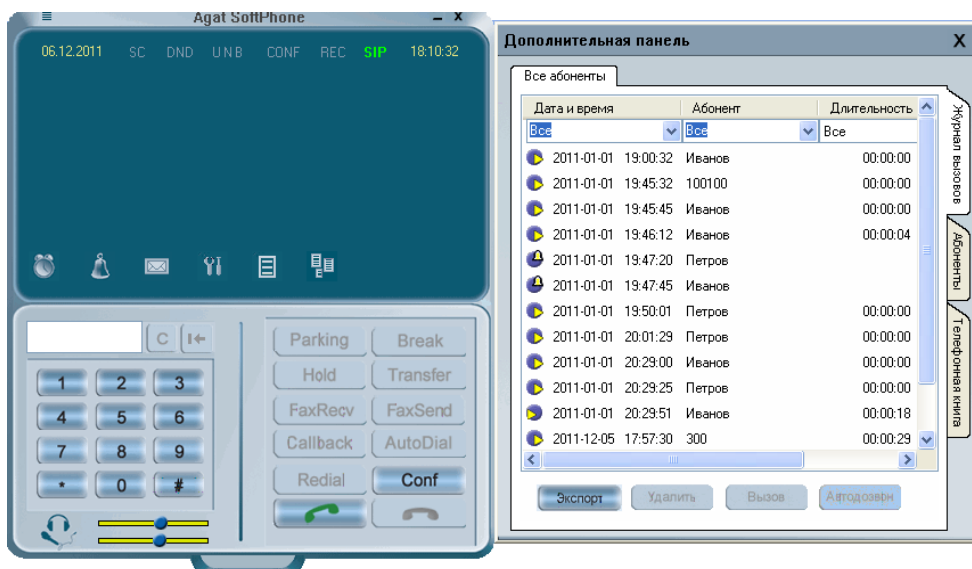 Agat SoftPhone
06.12.2011 SC DND UNB CONF REC SIP 18:10:32
C
Parking Break
1 2 3
Hold Transfer
4 5 6
FaxRecv FaxSend
7 8 9
Callback AutoDial
* 0 #
Redial Conf
Дополнительная панель X
Все абоненты
Дата и время Абонент Длительность
Все Все Все
2011-01-01 19:00:32 Иванов 00:00:00
2011-01-01 19:45:32 100100 00:00:00
2011-01-01 19:45:45 Иванов 00:00:00
2011-01-01 19:46:12 Иванов 00:00:04
2011-01-01 19:47:20 Петров
2011-01-01 19:47:45 Иванов
2011-01-01 19:50:01 Петров 00:00:00
2011-01-01 20:01:29 Петров 00:00:00
2011-01-01 20:29:00 Иванов 00:00:00
2011-01-01 20:29:25 Петров 00:00:00
2011-01-01 20:29:51 Иванов 00:00:18
2011-12-05 17:57:30 300 00:00:29
Экспорт Удалить Вызов Автодозвон
Журнал вызовов
Абоненты
Телефонная книга